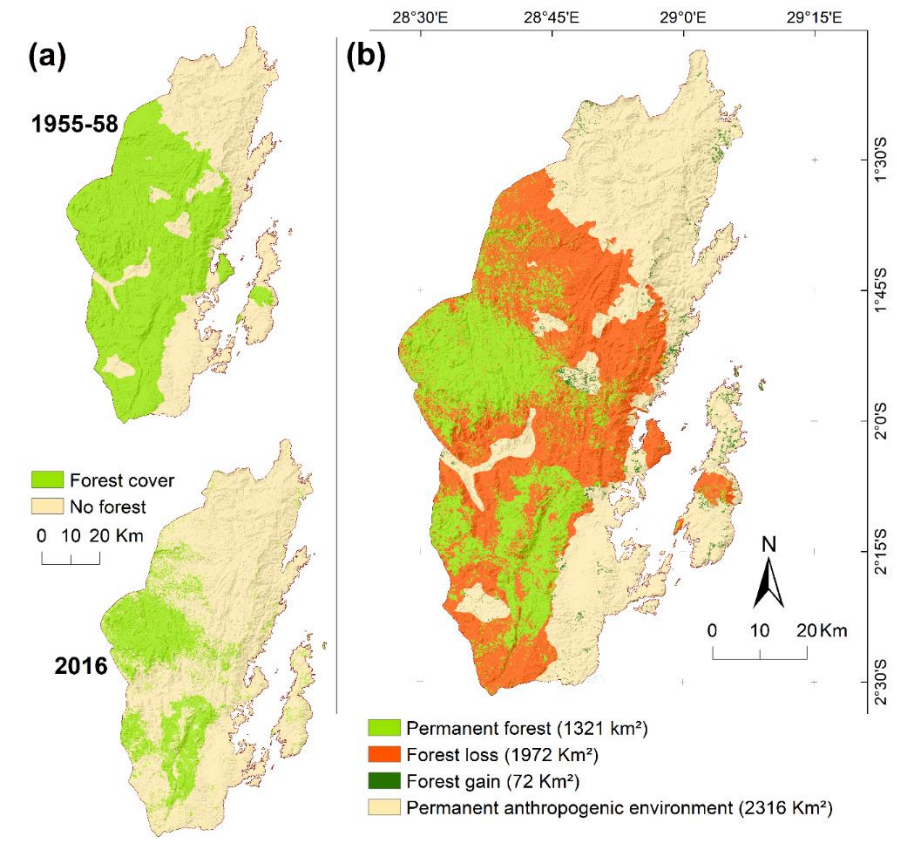 (a)
1955-58
Forest cover
No forest
0 10 20 Km
2016
(b)
28°30'E 28°45'E 29°0'E 29°15'E
1°30'S
1°45'S
2°0'S
2°15'S
2°30'S
N
0 10 20 Km
Permanent forest (1321 km²)
Forest loss (1972 Km²)
Forest gain (72 Km²)
Permanent anthropogenic environment (2316 Km²)